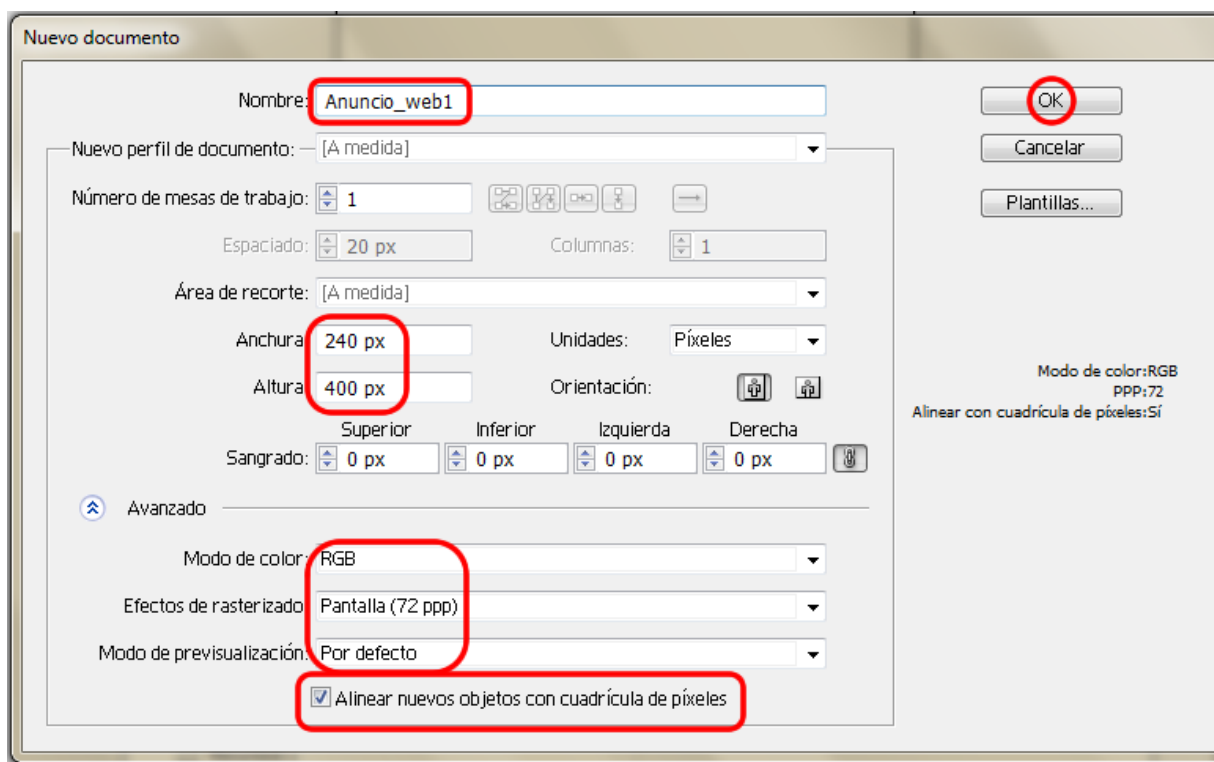 Nuevo documento
Nombre: Anuncio_web1
OK
Nuevo perfil de documento: [A medida]
Cancelar
Número de mesas de trabajo: 1
Plantillas...
Espaciado: 20 px Columnas: 1
Área de recorte: [A medida]
Anchura 240 px Unidades: Píxeles
Altura 400 px Orientación:
Modo de color:RGB
PPP:72
Alinear con cuadrícula de píxeles:Sí
Superior Inferior Izquierda Derecha
Sangrado: 0 px 0 px 0 px 0 px
Avanzado
Modo de color: RGB
Efectos de rasterizado Pantalla (72 ppp)
Modo de previsualización: Por defecto
Alinear nuevos objetos con cuadrícula de píxeles